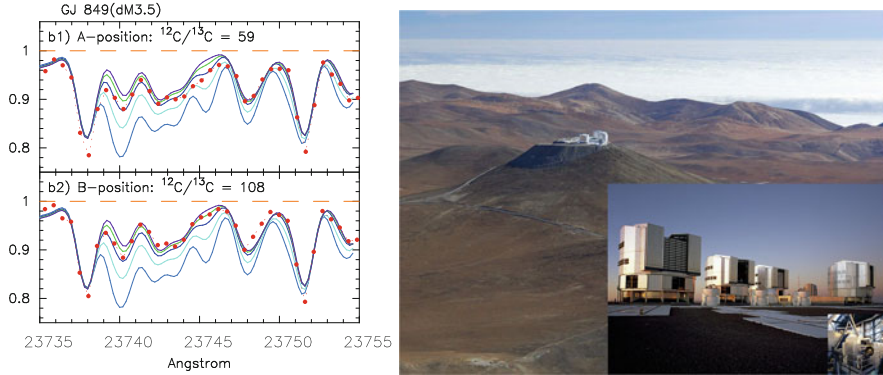 GJ 849(dM3.5)
b1) A-position: ¹²C/¹³C = 59
1
0.9
0.8
b2) B-position: ¹²C/¹³C = 108
1
0.9
0.8
23735 23740 23745 23750 23755
Angstrom